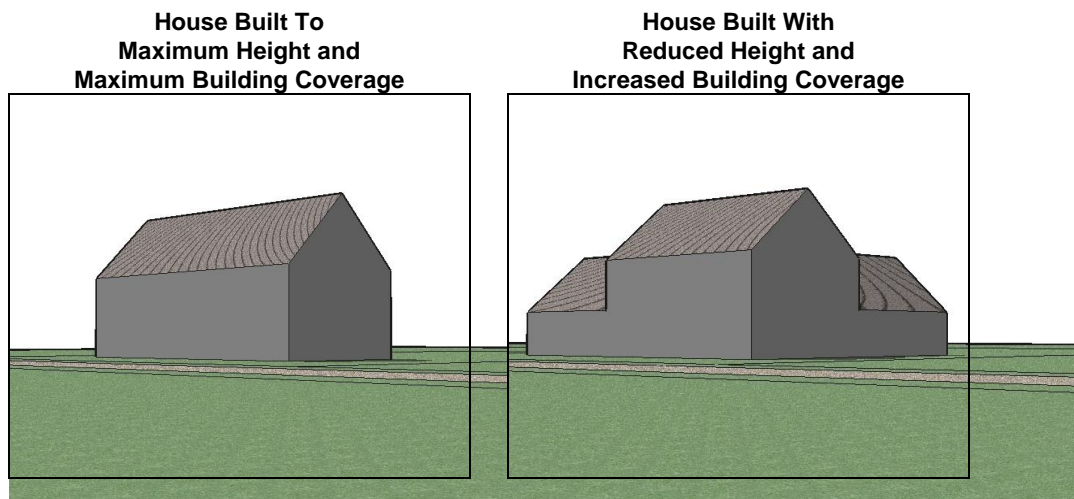 House Built To
Maximum Height and
Maximum Building Coverage
House Built With
Reduced Height and
Increased Building Coverage